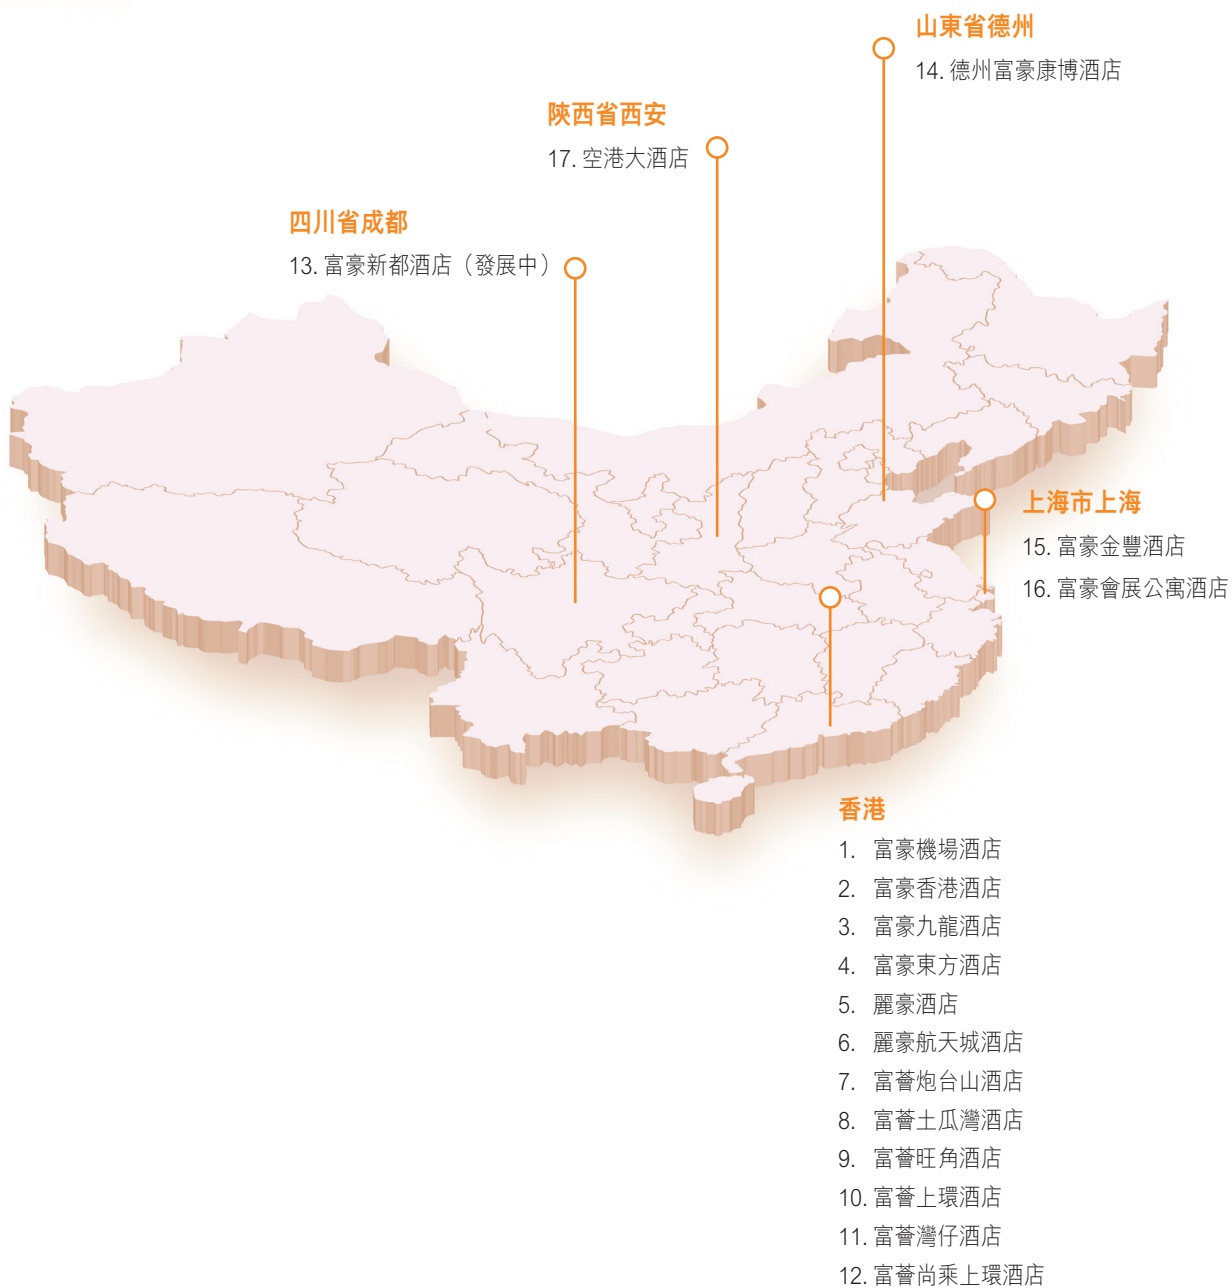 山東省德州
14. 德州富豪康博酒店
陝西省西安
17. 空港大酒店
四川省成都
13. 富豪新都酒店（發展中）
上海市上海
15. 富豪金豐酒店
16. 富豪會展公寓酒店
香港
1. 富豪機場酒店
2. 富豪香港酒店
3. 富豪九龍酒店
4. 富豪東方酒店
5. 麗豪酒店
6. 麗豪航天城酒店
7. 富薈炮台山酒店
8. 富薈土瓜灣酒店
9. 富薈旺角酒店
10. 富薈上環酒店
11. 富薈灣仔酒店
12. 富薈尚乘上環酒店